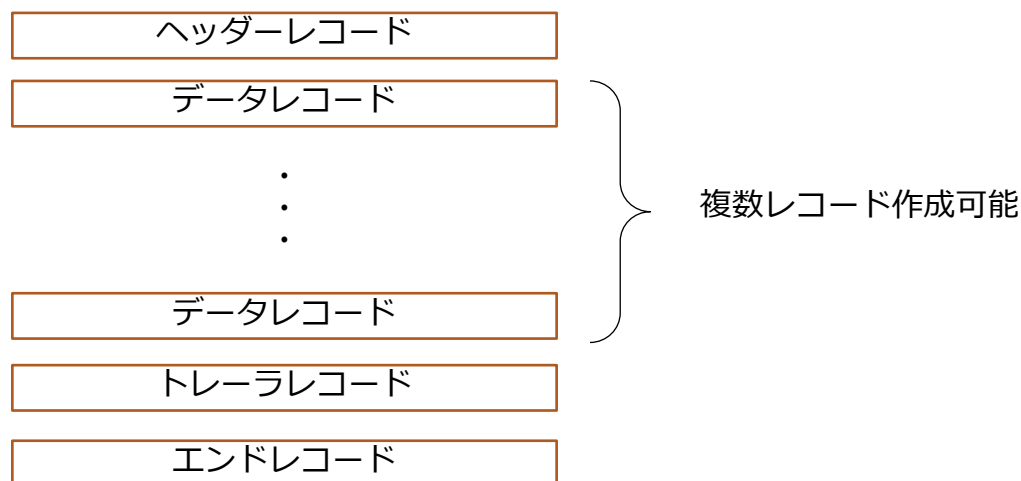 ヘッダーレコード
データレコード
・
・
・
複数レコード作成可能
データレコード
トレーラレコード
エンドレコード